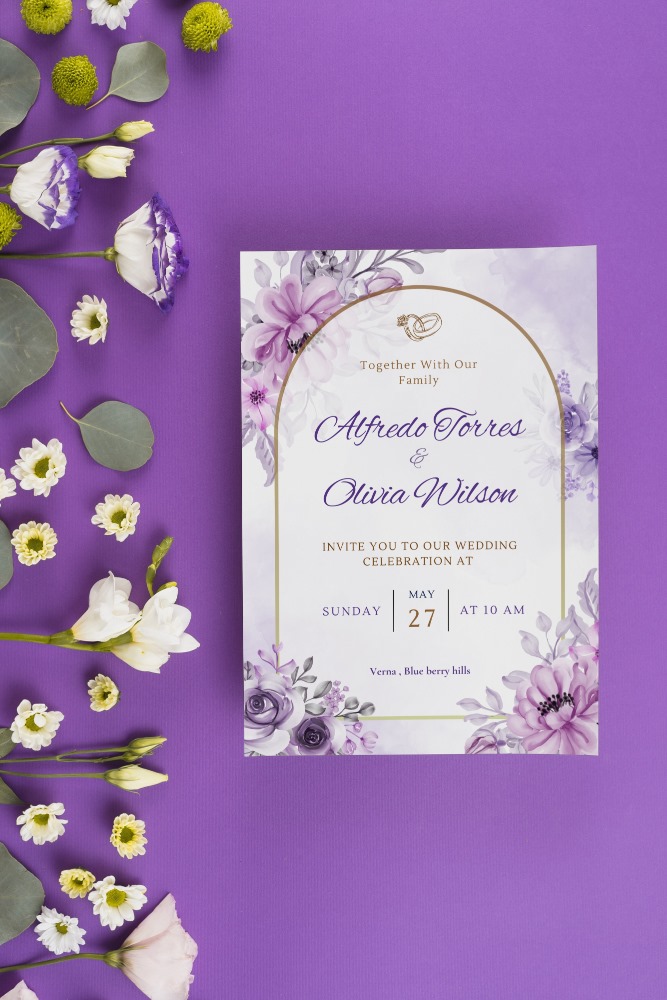 Together With Our
Family
Alfredo Torres
&
Olivia Wilson
INVITE YOU TO OUR WEDDING
CELEBRATION AT
SUNDAY
MAY
27
AT 10 AM
Verna , Blue berry hills